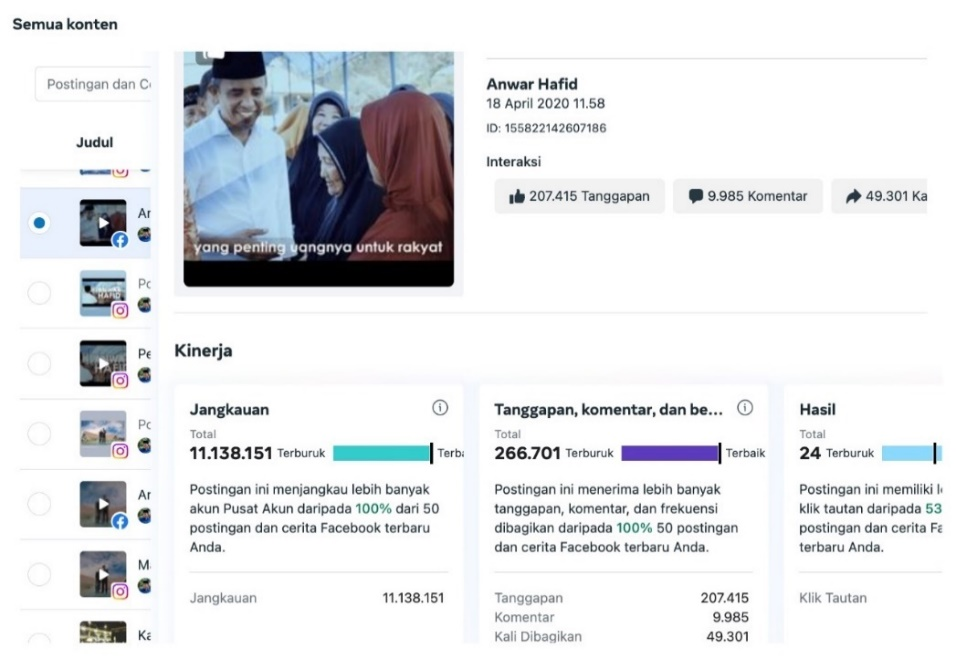 Semua konten
Postingan dan Co
Judul
Ar
Po
Pe
Po
Ar
M
Ka
yang penting uangnya untuk rakyat
Anwar Hafid
18 April 2020 11.58
ID: 155822142607186
Interaksi
207.415 Tanggapan
9.985 Komentar
49.301 Ka
Kinerja
Jangkauan
Total
11.138.151 Terburuk Terba
Postingan ini menjangkau lebih banyak
akun Pusat Akun daripada 100% dari 50
postingan dan cerita Facebook terbaru
Anda.
Jangkauan 11.138.151
Tanggapan, komentar, dan be...
Total
266.701 Terburuk Terbaik
Postingan ini menerima lebih banyak
tanggapan, komentar, dan frekuensi
dibagikan daripada 100% 50 postingan
dan cerita Facebook terbaru Anda.
Tanggapan 207.415
Komentar 9.985
Kali Dibagikan 49.301
Hasil
Total
24 Terburuk
Postingan ini memiliki l
klik tautan daripada 53
postingan dan cerita Fa
terbaru Anda.
Klik Tautan